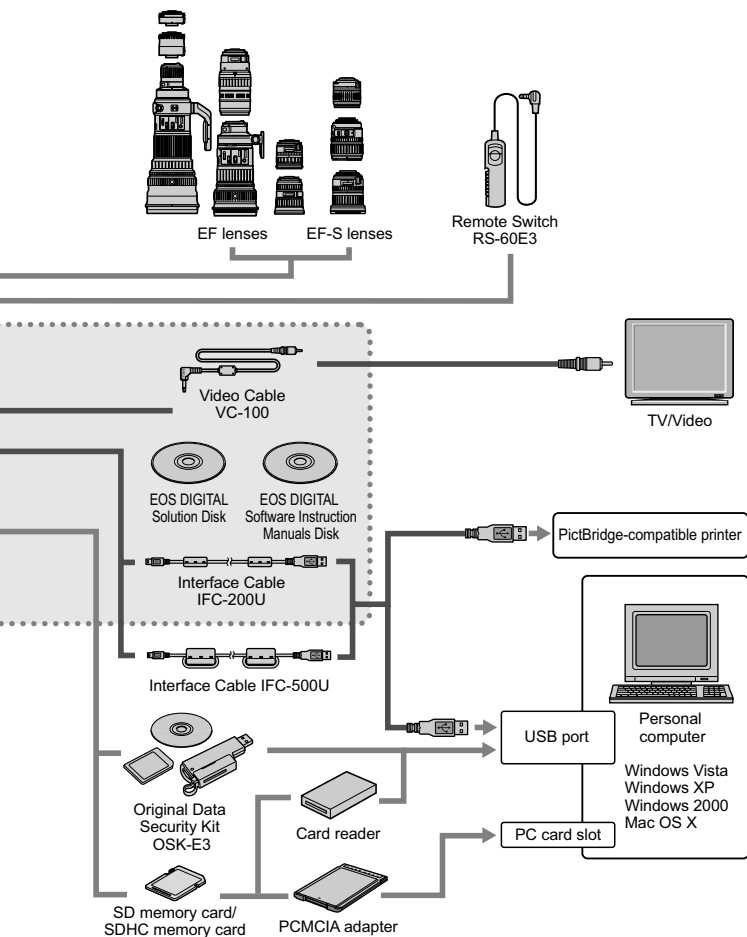 EF lenses
EF-S lenses
Remote Switch
RS-60E3
Video Cable
VC-100
TV/Video
EOS DIGITAL
Solution Disk
EOS DIGITAL
Software Instruction
Manuals Disk
PictBridge-compatible printer
Interface Cable
IFC-200U
Interface Cable IFC-500U
USB port
Personal
computer
Windows Vista
Windows XP
Windows 2000
Mac OS X
Original Data
Security Kit
OSK-E3
Card reader
PC card slot
SD memory card/
SDHC memory card
PCMCIA adapter